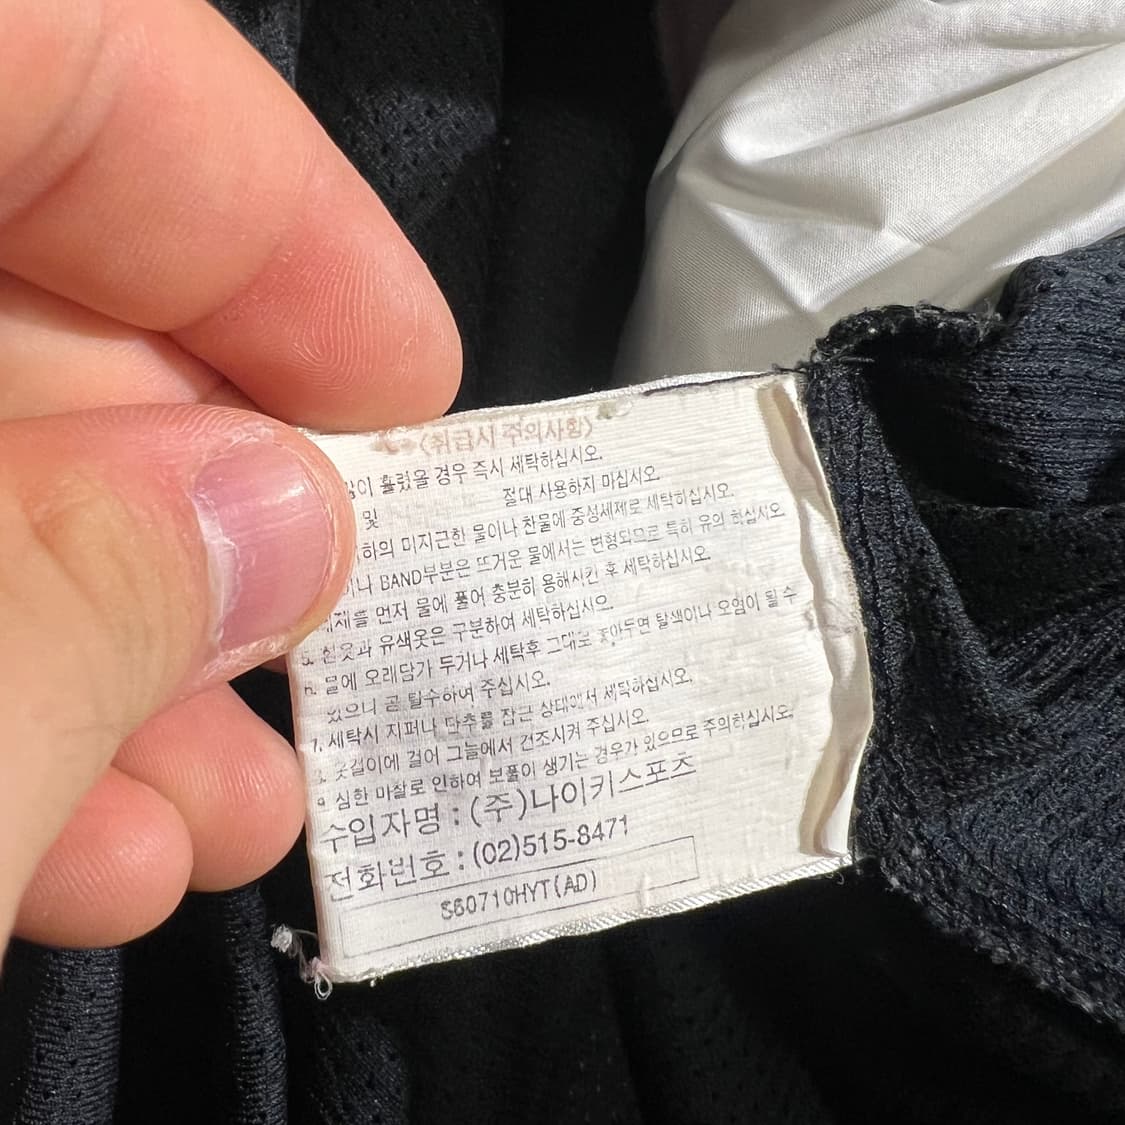 〈취급시 주의사항〉
흘렸을 경우 즉시 세탁하십시오.
절대 사용하지 마십시오.
및
미지근한 물이나 찬물에 중성세제로 세탁하십시오.
BAND부분은 뜨거운 물에서는 변형되므로 특히 유의 하십시오
먼저 물에 풀어 충분히 용해시킨 후 세탁하십시오.
5. 흰옷과 유색옷은 구분하여 세탁하십시오.
6. 물에 오래담가 두거나 세탁후 그대로 놓아두면 탈색이나 오염이 될 수
있으니 곧 탈수하여 주십시오.
7. 세탁시 지퍼나 단추를 잠근 상태에서 세탁하십시오.
8. 옷걸이에 걸어 그늘에서 건조시켜 주십시오.
9. 심한 마찰로 인하여 보풀이 생기는 경우가 있으므로 주의하십시오.
수입자명 : (주)나이키스포츠
전화번호 : (02)515-8471
S60710HYT(AD)